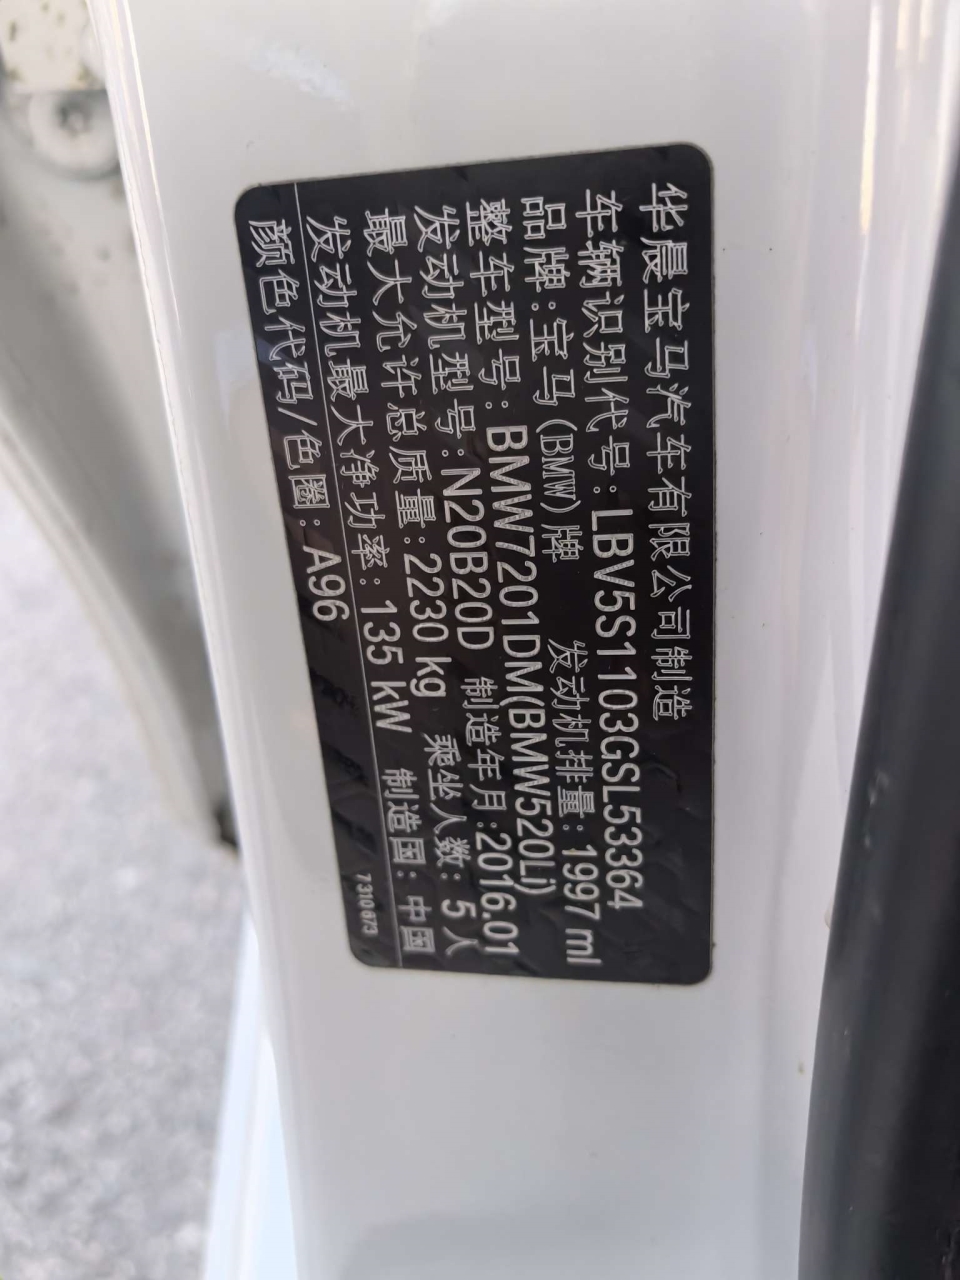 华晨宝马汽车有限公司制造
车辆识别代号：LBV5S1103GSL53364
品牌：宝马(BMW)牌 发动机排量：1997 ml
整车型号：BMW7201DM(BMW520Li)
发动机型号：N20B20D 制造年月：2016.01
最大允许总质量：2230 kg 乘坐人数：5 人
发动机最大净功率：135 kW 制造国：中国
颜色代码/色圈：A96
7310673